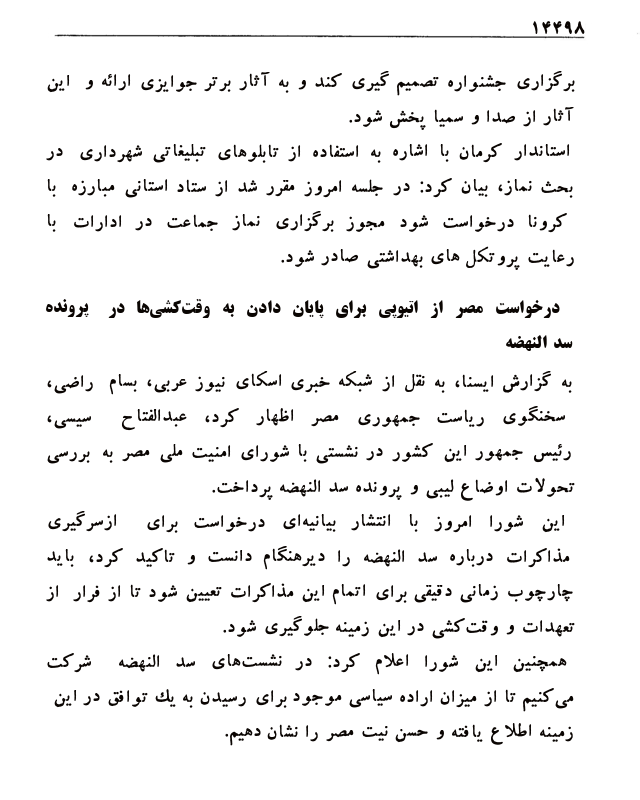 ۱۴۴۹۸
برگزاری جشنواره تصمیم گیری کند و به آثار برتر جوایزی ارائه و این
آثار از صدا و سمیا پخش شود.
استاندار کرمان با اشاره به استفاده از تابلوهای تبلیغاتی شهرداری در
بحث نماز، بیان کرد: در جلسه امروز مقرر شد از ستاد استانی مبارزه با
کرونا درخواست شود مجوز برگزاری نماز جماعت در ادارات با
رعایت پروتکل های بهداشتی صادر شود.
درخواست مصر از اتیوپی برای پایان دادن به وقت‌کشی‌ها در پرونده
سد النهضه
به گزارش ایسنا، به نقل از شبکه خبری اسکای نیوز عربی، بسام راضی،
سخنگوی ریاست جمهوری مصر اظهار کرد، عبدالفتاح سیسی،
رئیس جمهور این کشور در نشستی با شورای امنیت ملی مصر به بررسی
تحولات اوضاع لیبی و پرونده سد النهضه پرداخت.
این شورا امروز با انتشار بیانیه‌ای درخواست برای ازسرگیری
مذاکرات درباره سد النهضه را دیرهنگام دانست و تاکید کرد، باید
چارچوب زمانی دقیقی برای اتمام این مذاکرات تعیین شود تا از فرار از
تعهدات و وقت‌کشی در این زمینه جلوگیری شود.
همچنین این شورا اعلام کرد: در نشست‌های سد النهضه شرکت
می‌کنیم تا از میزان اراده سیاسی موجود برای رسیدن به یك توافق در این
زمینه اطلاع یافته و حسن نیت مصر را نشان دهیم.